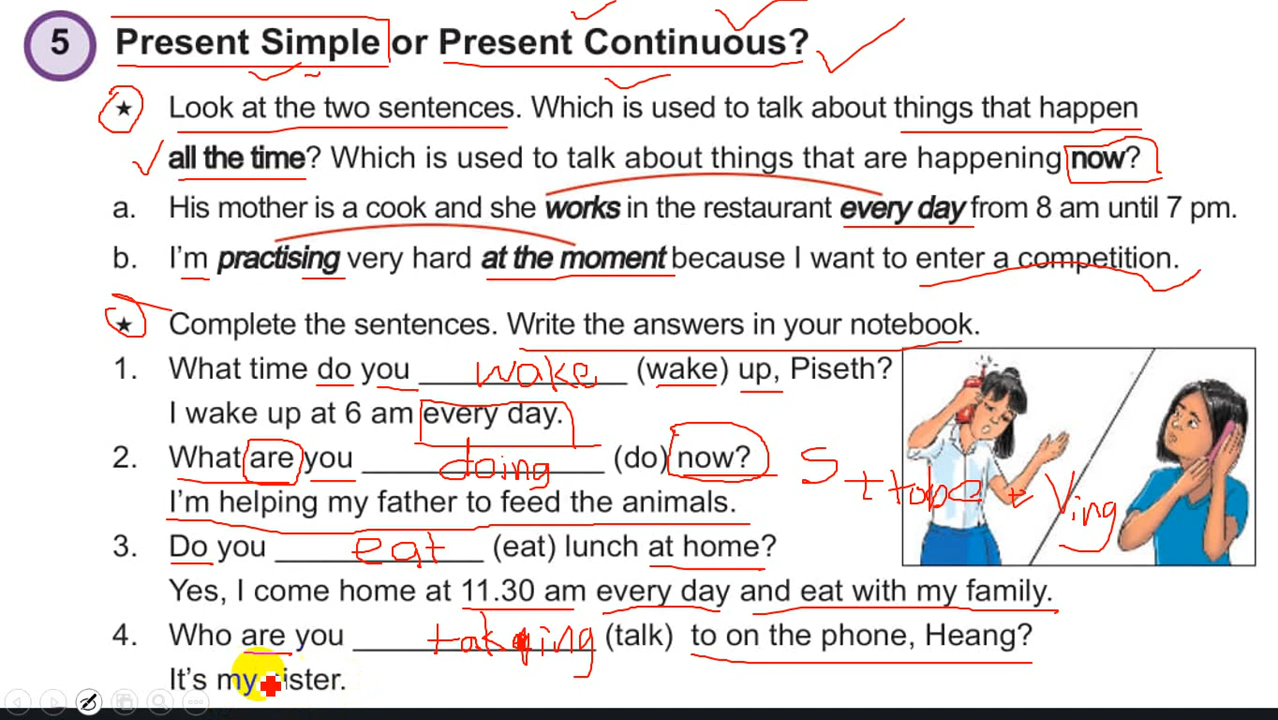 5 Present Simple or Present Continuous?
★ Look at the two sentences. Which is used to talk about things that happen
all the time? Which is used to talk about things that are happening now?
a. His mother is a cook and she works in the restaurant every day from 8 am until 7 pm.
b. I'm practising very hard at the moment because I want to enter a competition.
★ Complete the sentences. Write the answers in your notebook.
1. What time do you wake (wake) up, Piseth?
I wake up at 6 am every day.
2. What are you doing (do) now?
S + tobe + Ving
I'm helping my father to feed the animals.
3. Do you eat (eat) lunch at home?
Yes, I come home at 11.30 am every day and eat with my family.
4. Who are you (talk) to on the phone, Heang?
It's my sister.